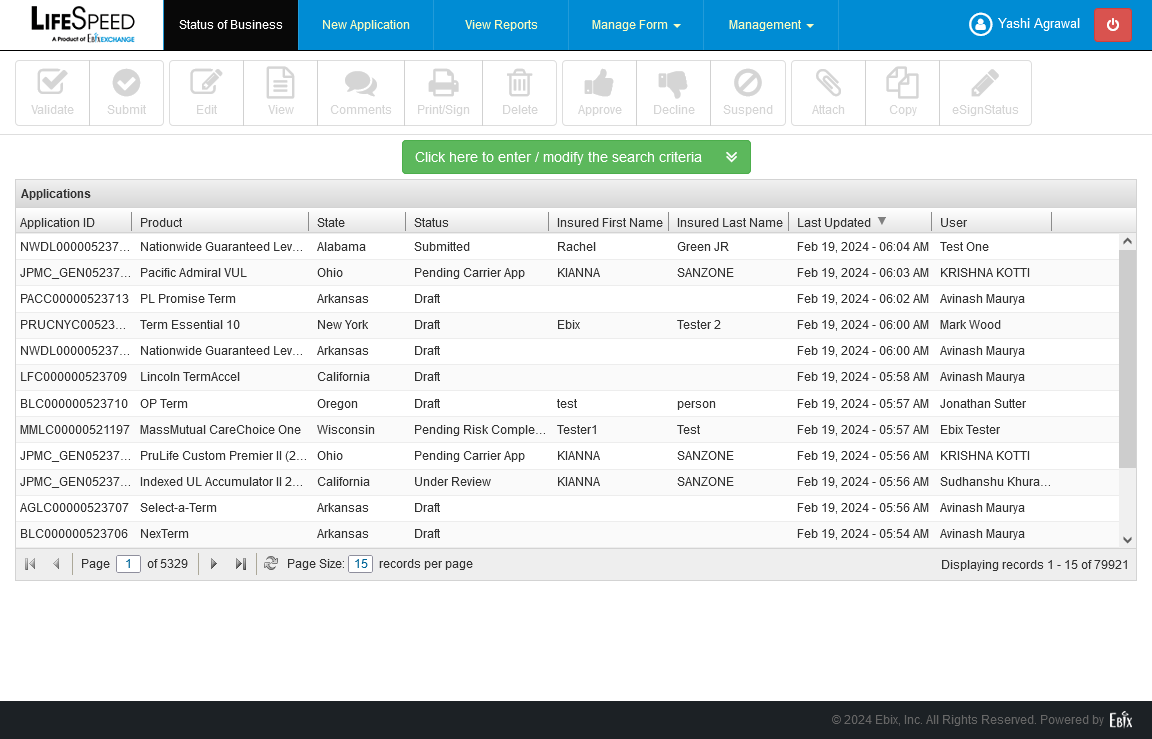 LIFESPEED Status of Business New Application View Reports Manage Form Management Yashi Agrawal
A Product of EbixEXCHANGE
Validate Submit Edit View Comments Print/Sign Delete Approve Decline Suspend Attach Copy eSignStatus
Click here to enter / modify the search criteria
Applications
Application ID Product State Status Insured First Name Insured Last Name Last Updated User
NWDL000005237... Nationwide Guaranteed Lev... Alabama Submitted Rachel Green JR Feb 19, 2024 - 06:04 AM Test One
JPMC_GEN05237... Pacific Admiral VUL Ohio Pending Carrier App KIANNA SANZONE Feb 19, 2024 - 06:03 AM KRISHNA KOTTI
PACC00000523713 PL Promise Term Arkansas Draft Feb 19, 2024 - 06:02 AM Avinash Maurya
PRUCNYC00523... Term Essential 10 New York Draft Ebix Tester 2 Feb 19, 2024 - 06:00 AM Mark Wood
NWDL000005237... Nationwide Guaranteed Lev... Arkansas Draft Feb 19, 2024 - 06:00 AM Avinash Maurya
LFC000000523709 Lincoln TermAccel California Draft Feb 19, 2024 - 05:58 AM Avinash Maurya
BLC000000523710 OP Term Oregon Draft test person Feb 19, 2024 - 05:57 AM Jonathan Sutter
MMLC00000521197 MassMutual CareChoice One Wisconsin Pending Risk Comple... Tester1 Test Feb 19, 2024 - 05:57 AM Ebix Tester
JPMC_GEN05237... PruLife Custom Premier II (2... Ohio Pending Carrier App KIANNA SANZONE Feb 19, 2024 - 05:56 AM KRISHNA KOTTI
JPMC_GEN05237... Indexed UL Accumulator II 2... California Under Review KIANNA SANZONE Feb 19, 2024 - 05:56 AM Sudhanshu Khura...
AGLC00000523707 Select-a-Term Arkansas Draft Feb 19, 2024 - 05:56 AM Avinash Maurya
BLC000000523706 NexTerm Arkansas Draft Feb 19, 2024 - 05:54 AM Avinash Maurya
Page 1 of 5329 Page Size: 15 records per page Displaying records 1 - 15 of 79921
© 2024 Ebix, Inc. All Rights Reserved. Powered by Ebix